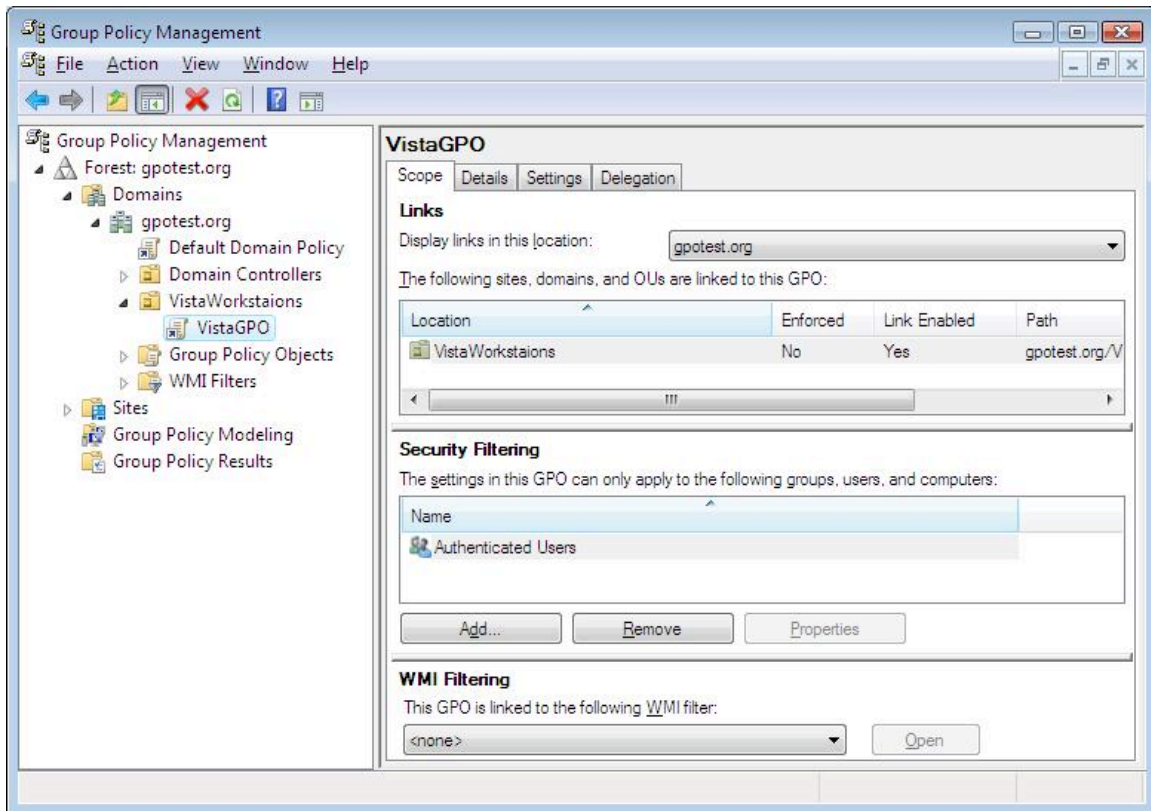 Group Policy Management
File Action View Window Help
Group Policy Management
Forest: gpotest.org
Domains
gpotest.org
Default Domain Policy
Domain Controllers
VistaWorkstaions
VistaGPO
Group Policy Objects
WMI Filters
Sites
Group Policy Modeling
Group Policy Results
VistaGPO
Scope Details Settings Delegation
Links
Display links in this location: gpotest.org
The following sites, domains, and OUs are linked to this GPO:
Location Enforced Link Enabled Path
VistaWorkstaions No Yes gpotest.org/V
Security Filtering
The settings in this GPO can only apply to the following groups, users, and computers:
Name
Authenticated Users
Add... Remove Properties
WMI Filtering
This GPO is linked to the following WMI filter:
<none> Open